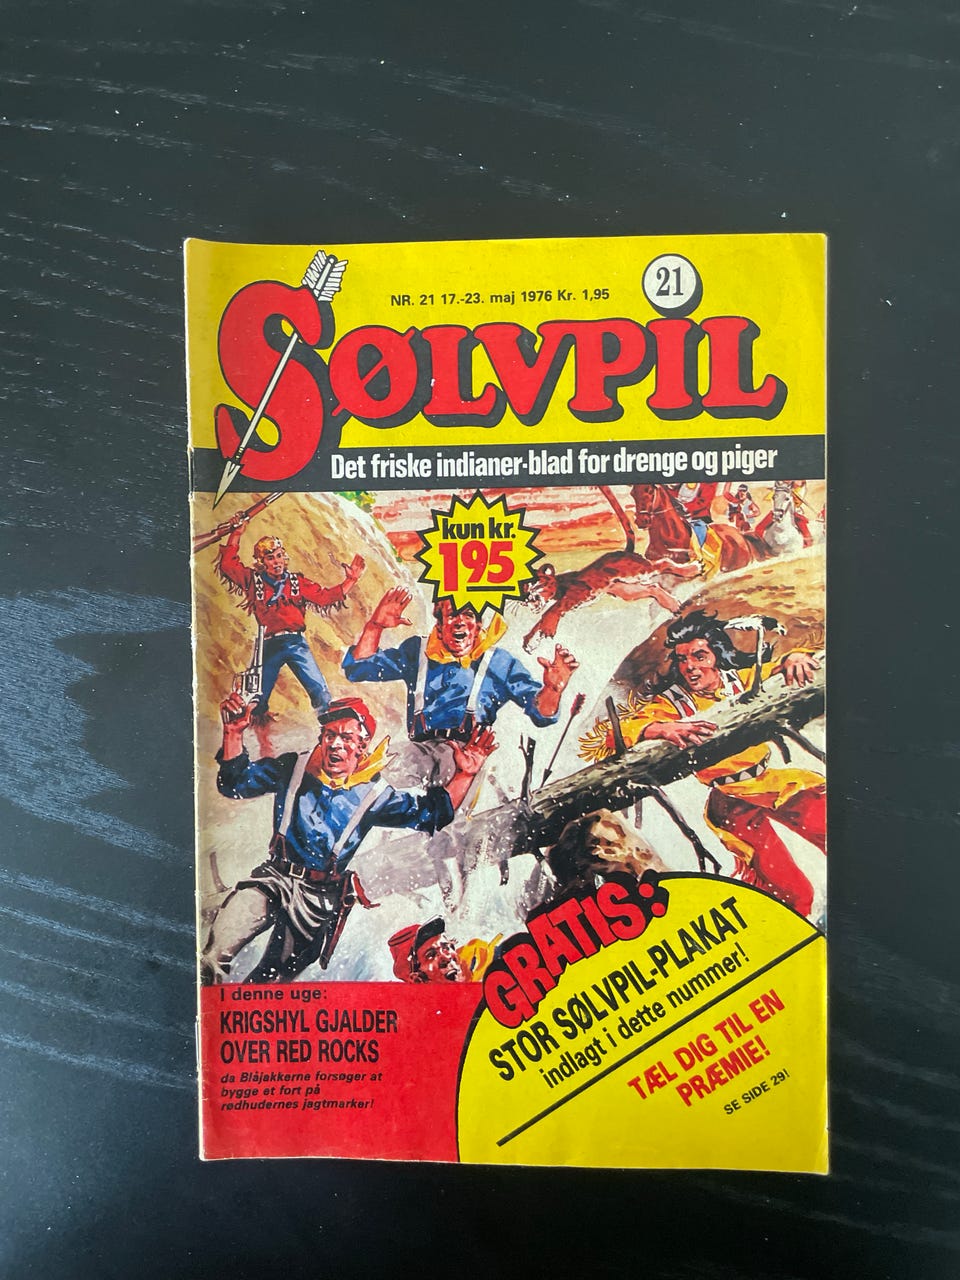 NR. 21 17.-23. maj 1976 Kr. 1,95
21
SØLVPIL
Det friske indianer-blad for drenge og piger
kun kr.
195
GRATIS:
STOR SØLVPIL-PLAKAT
indlagt i dette nummer!
TÆL DIG TIL EN
PRÆMIE!
SE SIDE 29!
I denne uge:
KRIGSHYL GJALDER
OVER RED ROCKS
da Blåjakkerne forsøger at
bygge et fort på
rødhudernes jagtmarker!